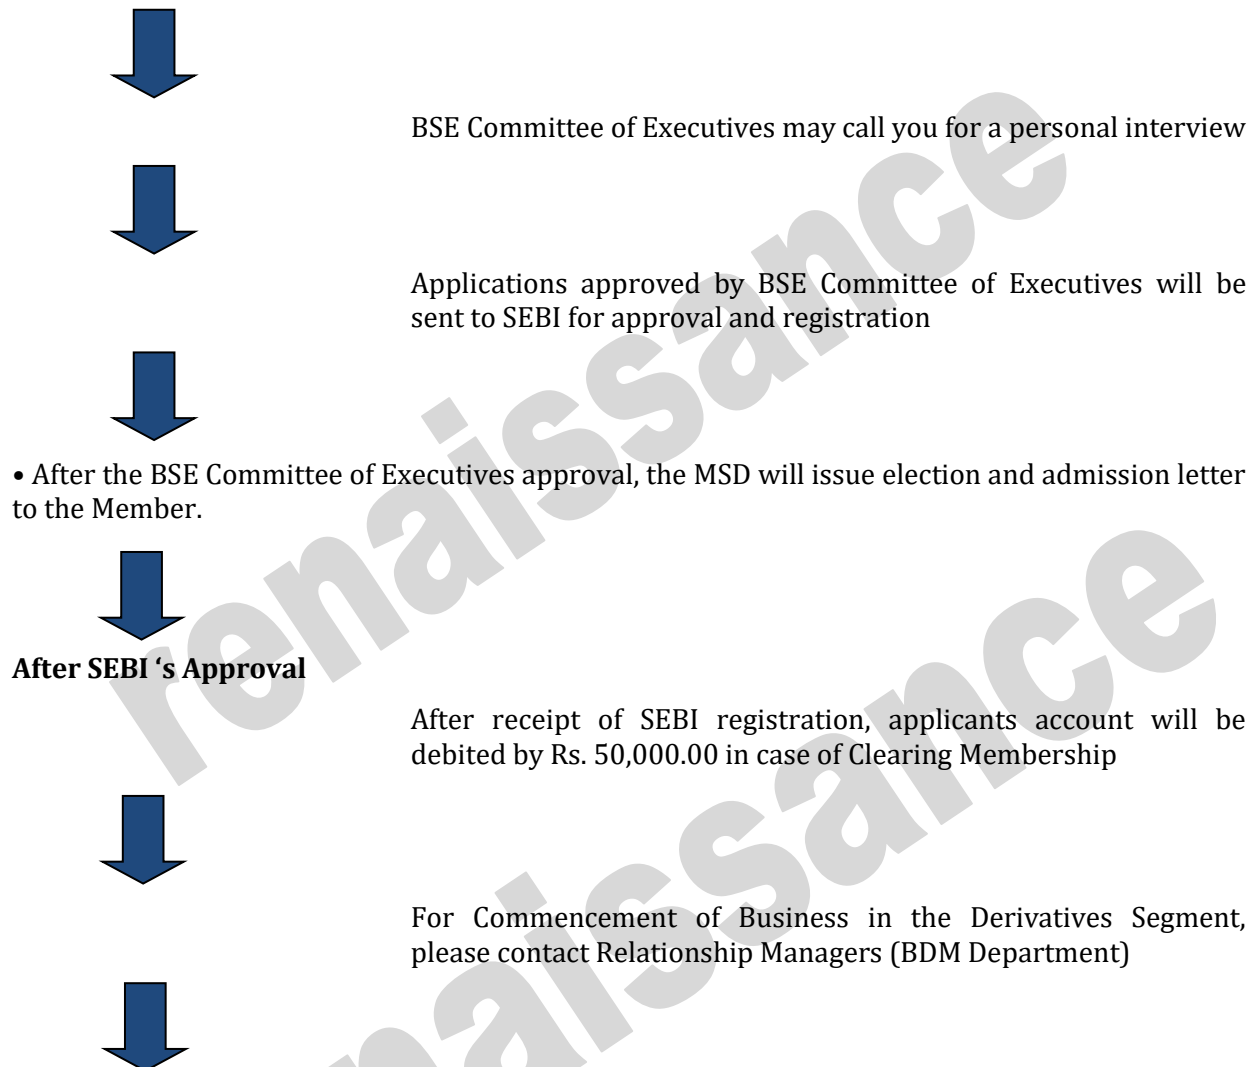 BSE Committee of Executives may call you for a personal interview
Applications approved by BSE Committee of Executives will be
sent to SEBI for approval and registration
• After the BSE Committee of Executives approval, the MSD will issue election and admission letter
to the Member.
After SEBI ‘s Approval
After receipt of SEBI registration, applicants account will be
debited by Rs. 50,000.00 in case of Clearing Membership
For Commencement of Business in the Derivatives Segment,
please contact Relationship Managers (BDM Department)
renaissance
renaissance